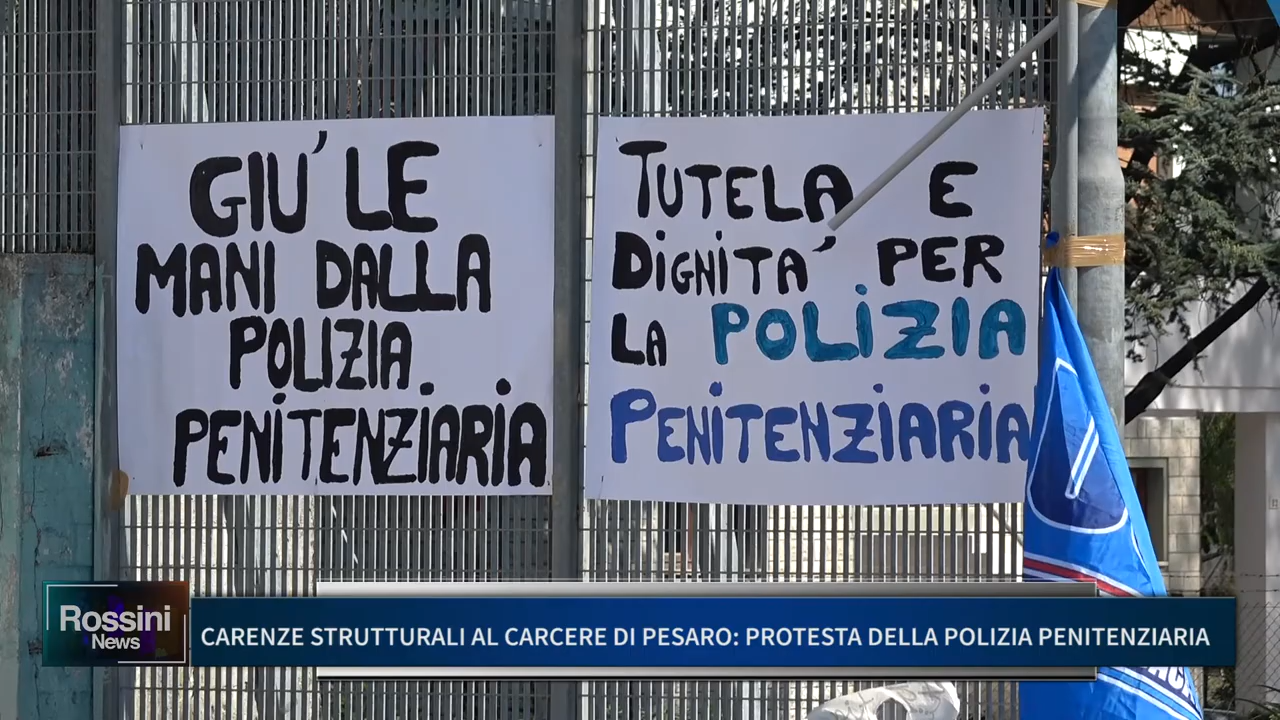 GIU' LE
MANI DALLA
POLIZIA
PENITENZIARIA
TUTELA E
DIGNITA' PER
LA POLIZIA
PENITENZIARIA
Rossini
News
CARENZE STRUTTURALI AL CARCERE DI PESARO: PROTESTA DELLA POLIZIA PENITENZIARIA